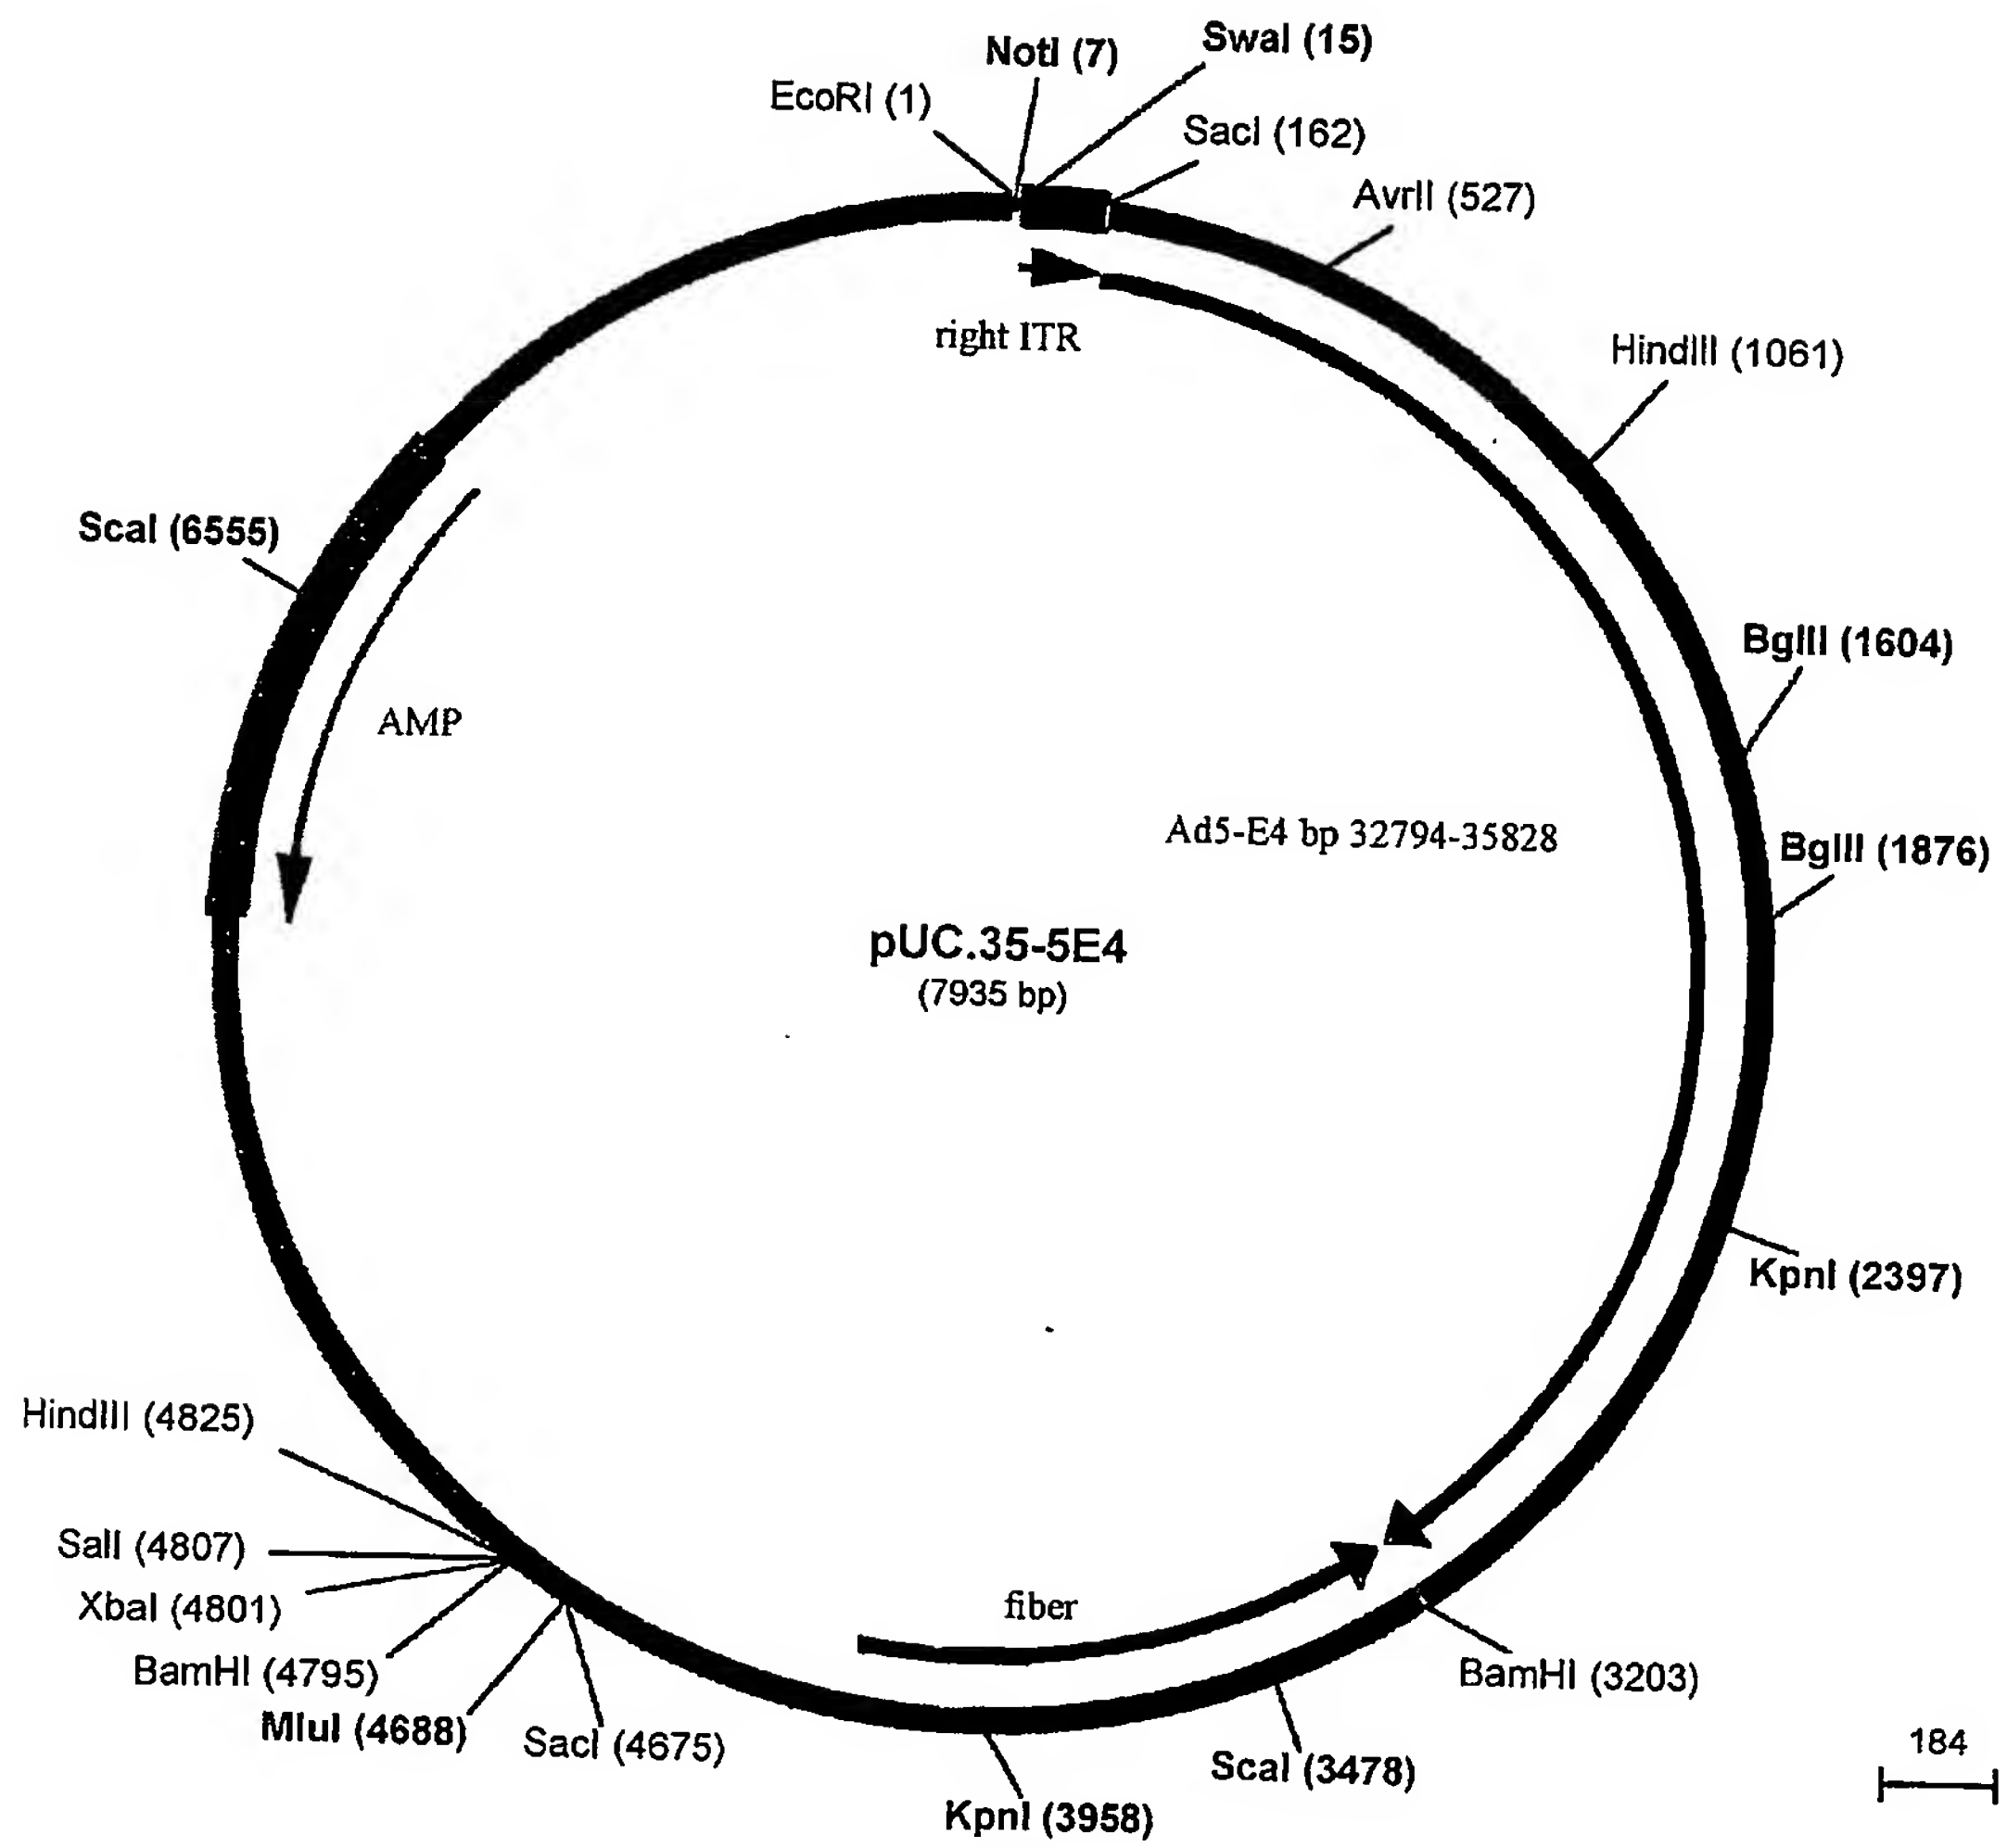 NotI (7)
SwaI (15)
EcoRI (1)
SacI (162)
AvrII (527)
right ITR
HindIII (1061)
ScaI (6555)
BglII (1604)
AMP
Ad5-E4 bp 32794-35828
BglII (1876)
pUC.35-5E4
(7935 bp)
KpnI (2397)
HindIII (4825)
SalI (4807)
XbaI (4801)
fiber
BamHI (4795)
BamHI (3203)
MluI (4688)
SacI (4675)
ScaI (3478)
184
KpnI (3958)